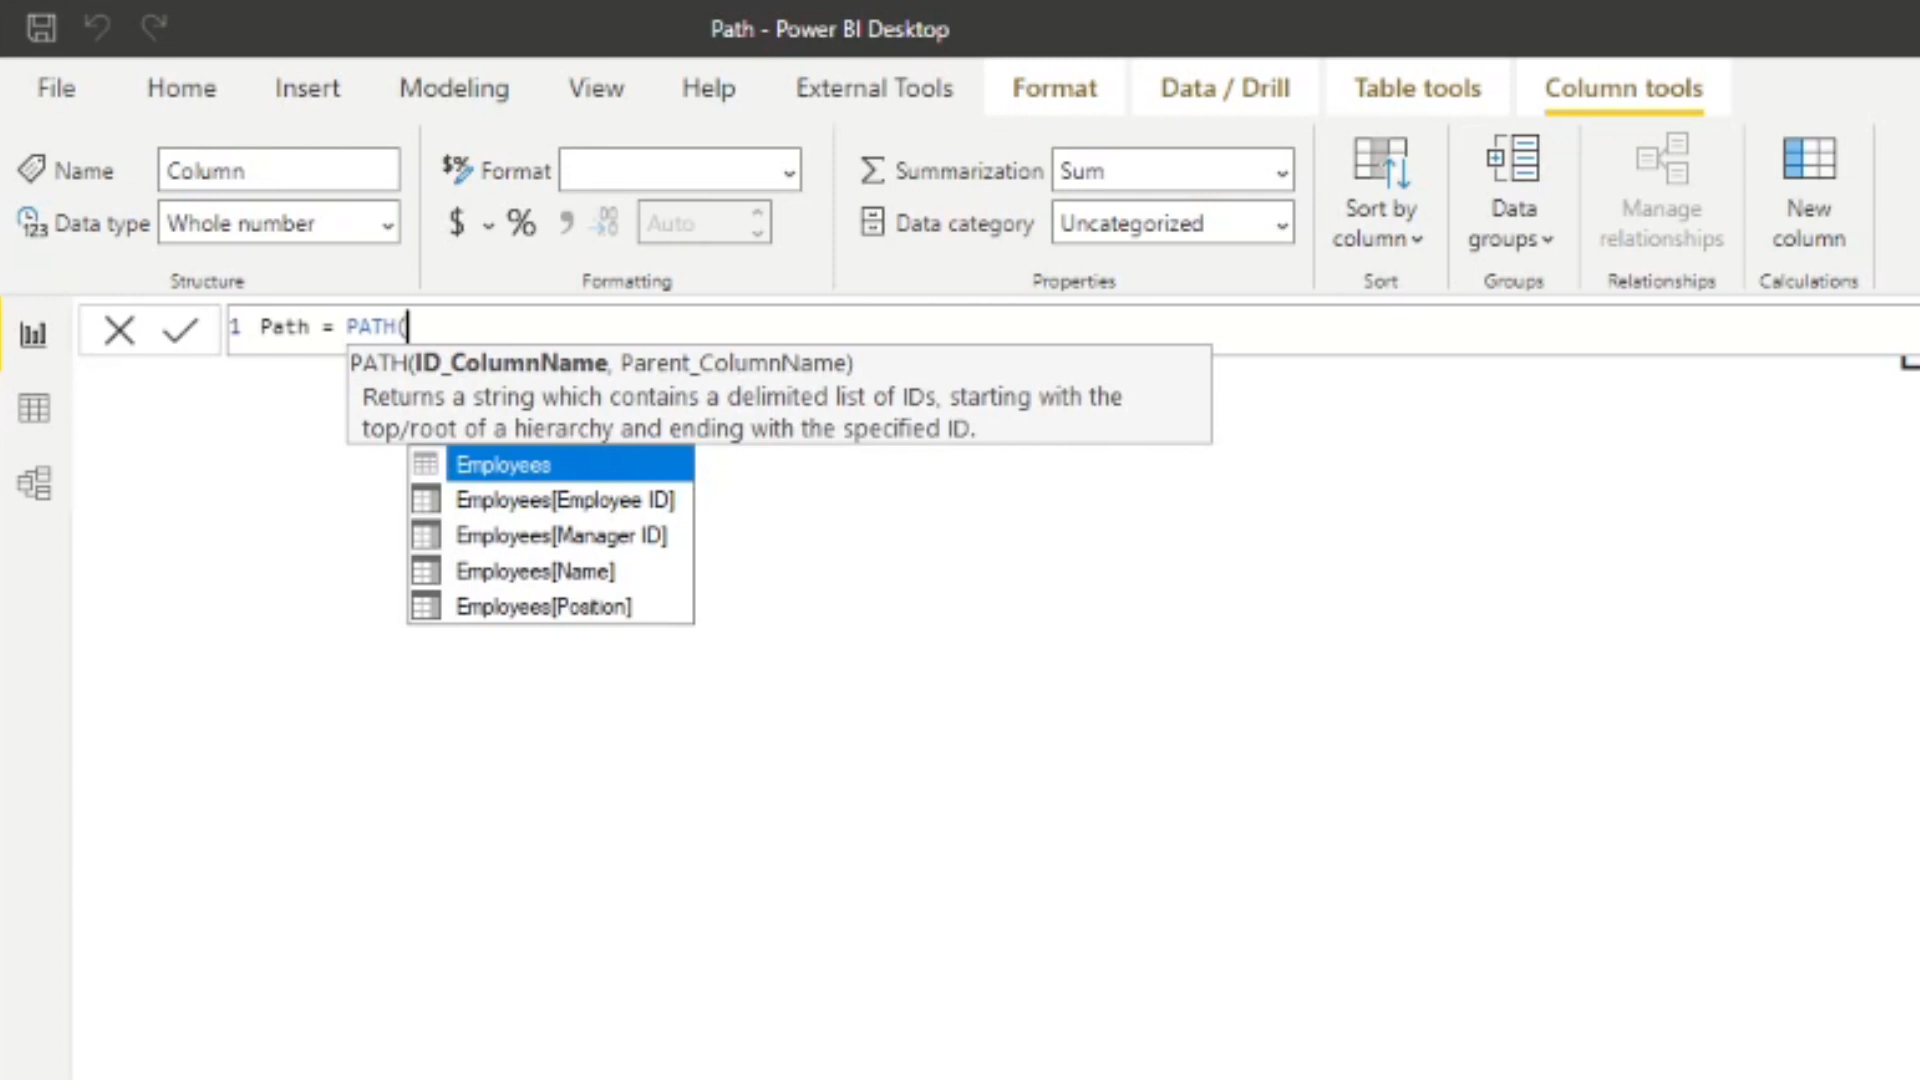 Path - Power BI Desktop
File Home Insert Modeling View Help External Tools Format Data / Drill Table tools Column tools
Name Column $% Format Σ Summarization Sum
123 Data type Whole number $ % 9 .00 Auto Data category Uncategorized
Sort by column Data groups Manage relationships New column
Structure Formatting Properties Sort Groups Relationships Calculations
1 Path = PATH(
PATH(ID_ColumnName, Parent_ColumnName)
Returns a string which contains a delimited list of IDs, starting with the
top/root of a hierarchy and ending with the specified ID.
Employees
Employees[Employee ID]
Employees[Manager ID]
Employees[Name]
Employees[Position]